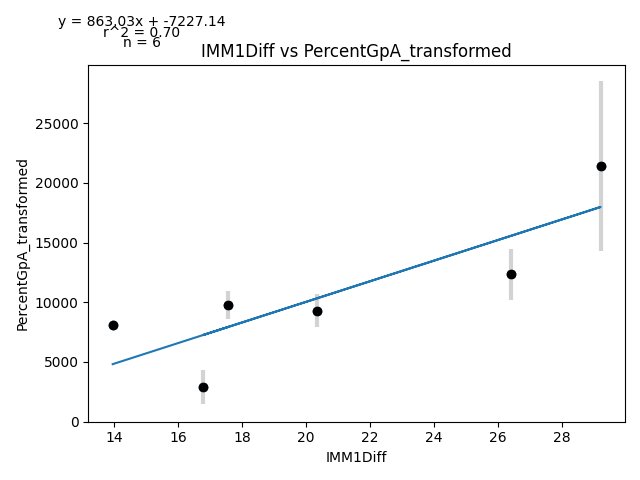 y = 863.03x + -7227.14
r^2 = 0.70
n = 6
IMM1Diff vs PercentGpA_transformed
PercentGpA_transformed
25000
20000
15000
10000
5000
0
14 16 18 20 22 24 26 28
IMM1Diff